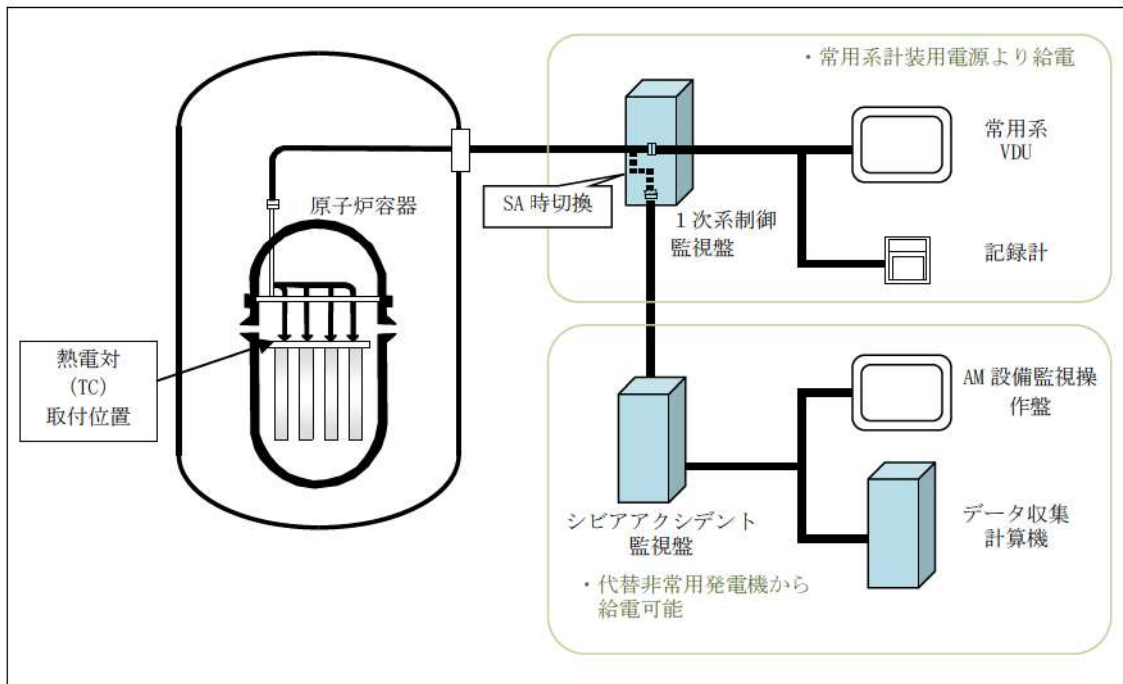 ・常用系計装用電源より給電
常用系
VDU
SA 時切換
原子炉容器
1次系制御
監視盤
記録計
熱電対
(TC)
取付位置
AM 設備監視操
作盤
シビアアクシデント
監視盤
データ収集
計算機
・代替非常用発電機から
給電可能